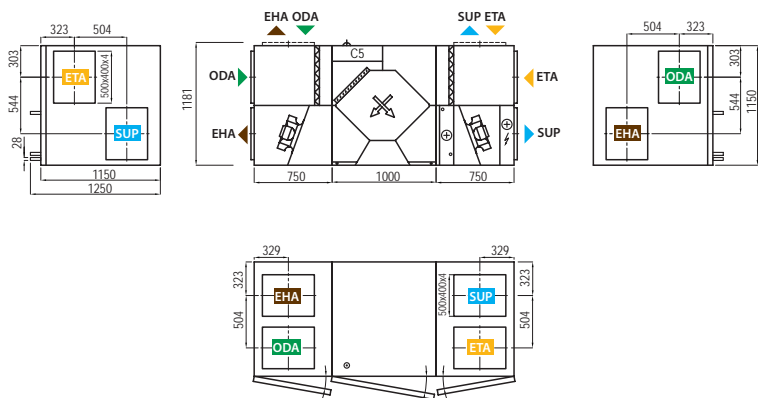 EHA ODA
SUP ETA
323
504
504
323
C5
303
ETA
500x400x4
ODA
ETA
ODA
303
1181
544
SUP
EHA
SUP
EHA
544
1150
28
1150
1250
750
1000
750
329
329
323
EHA
500x400x4
SUP
323
504
ODA
ETA
504